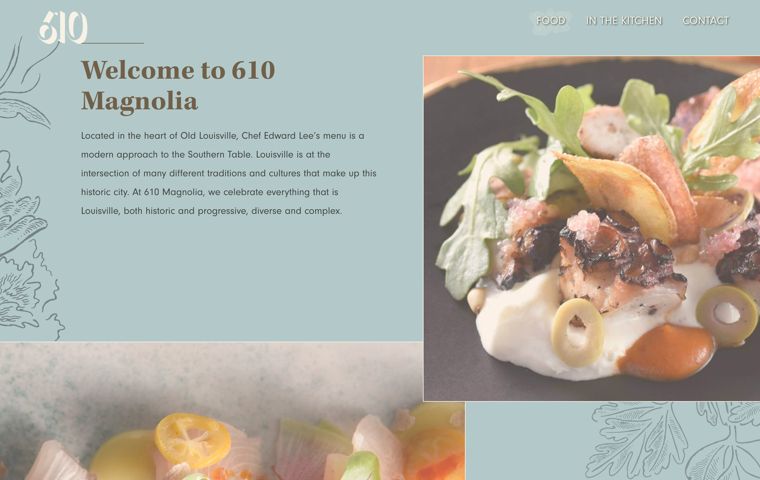 610
FOOD
IN THE KITCHEN
CONTACT
Welcome to 610
Magnolia
Located in the heart of Old Louisville, Chef Edward Lee's menu is a
modern approach to the Southern Table. Louisville is at the
intersection of many different traditions and cultures that make up this
historic city. At 610 Magnolia, we celebrate everything that is
Louisville, both historic and progressive, diverse and complex.